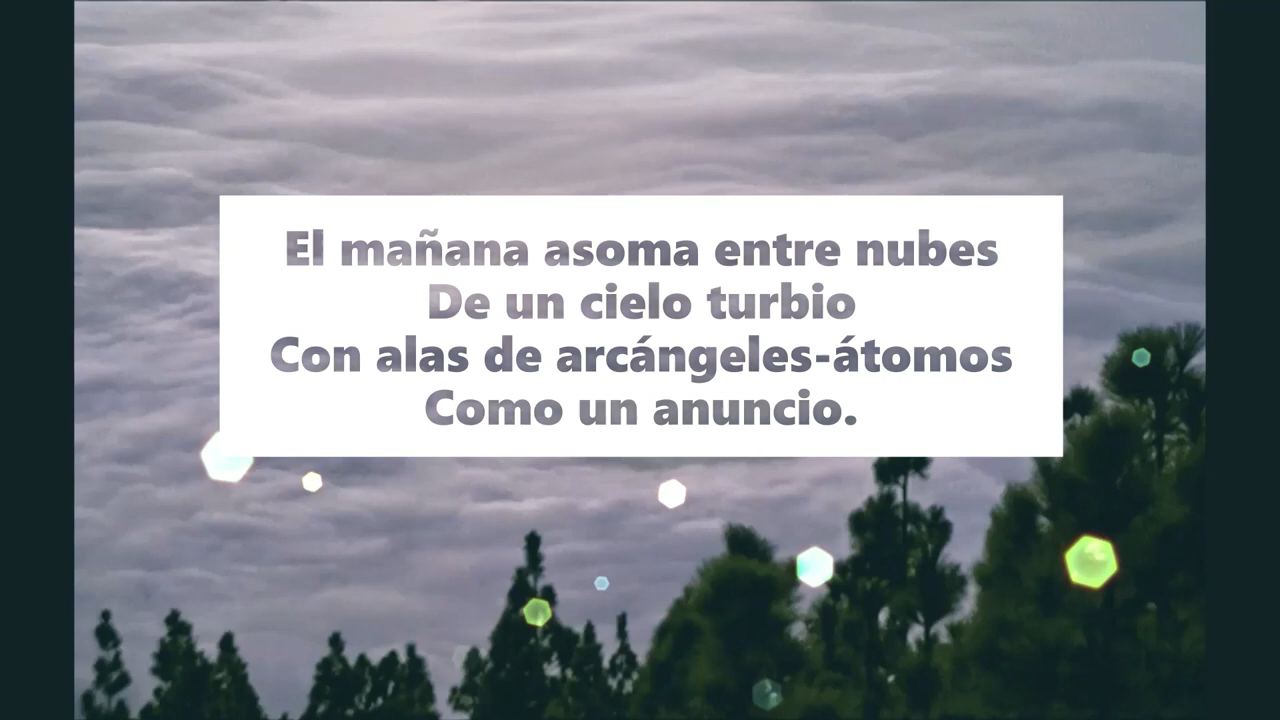 El mañana asoma entre nubes
De un cielo turbio
Con alas de arcángeles-átomos
Como un anuncio.